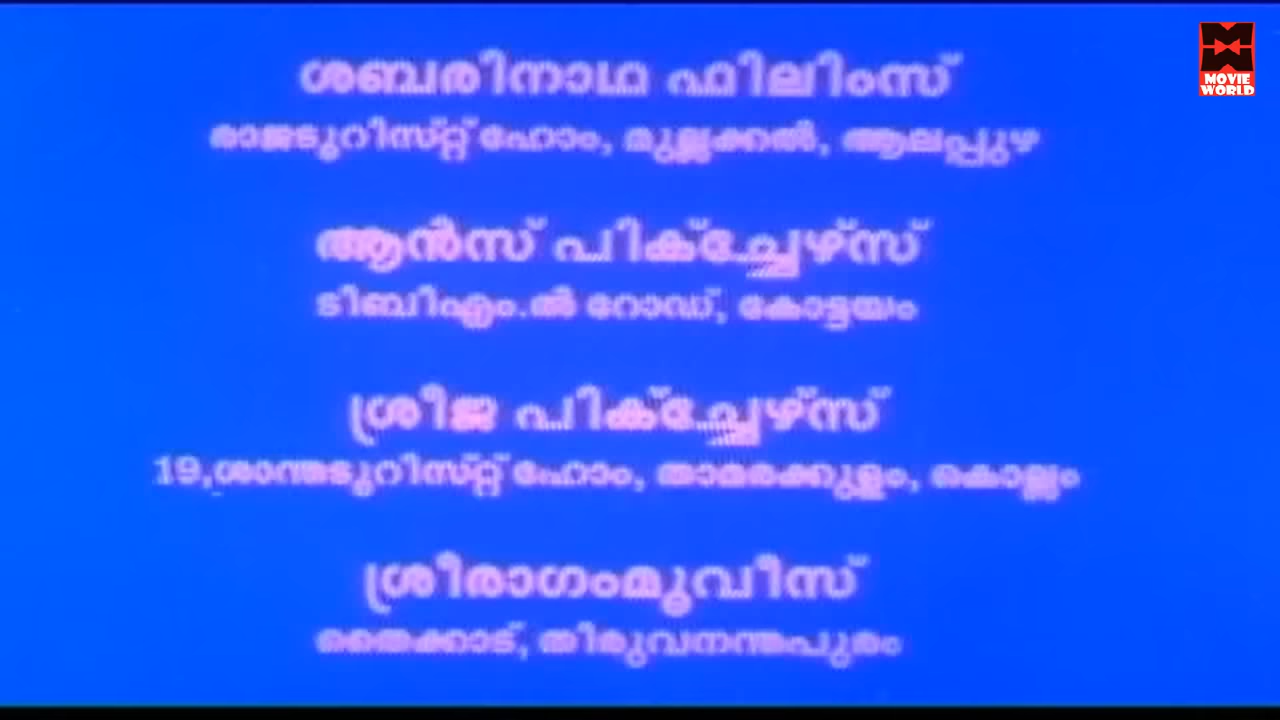 ശബരിനാഥ ഫിലിംസ്
രാജടൂറിസ്റ്റ് ഹോം, മുല്ലക്കൽ, ആലപ്പുഴ
ആൻസ് പിക്ച്ചേഴ്സ്
ടിബിഎം.ൽ റോഡ്, കോട്ടയം
ശ്രീജ പിക്ച്ചേഴ്സ്
19,ശാന്തടൂറിസ്റ്റ് ഹോം, താമരക്കുളം, കൊല്ലം
ശ്രീരാഗംമൂവീസ്
തൈക്കാട്, തിരുവനന്തപുരം
MOVIE
WORLD